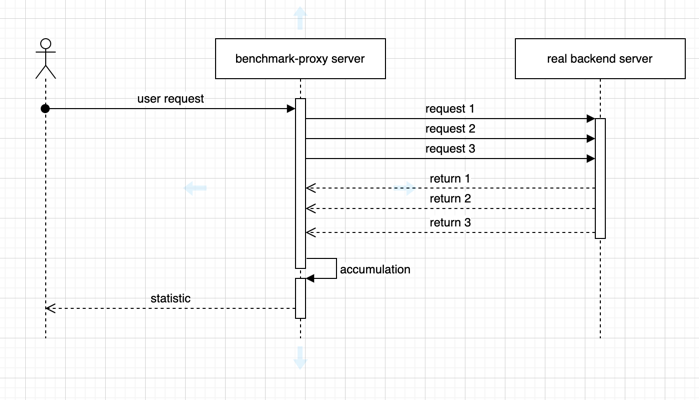 benchmark-proxy server
real backend server
user request
request 1
request 2
request 3
return 1
return 2
return 3
accumulation
statistic